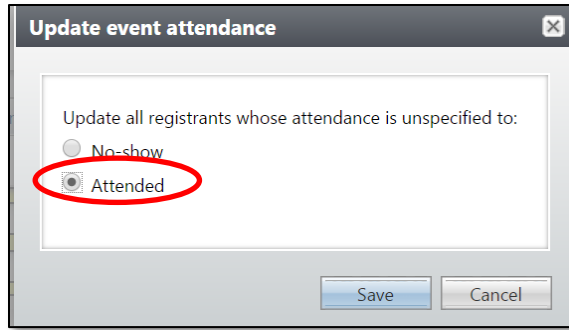 Update event attendance
Update all registrants whose attendance is unspecified to:
No-show
Attended
Save Cancel